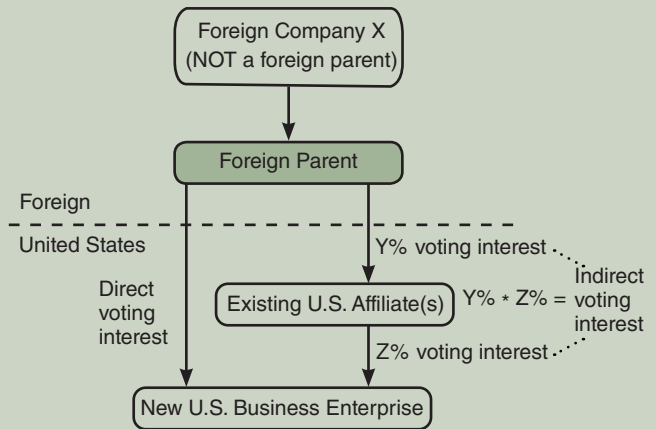 Foreign Company X
(NOT a foreign parent)
Foreign Parent
Foreign
United States
Direct
voting
interest
Y% voting interest
Existing U.S. Affiliate(s)
Y% * Z% =
Indirect
voting
interest
Z% voting interest
New U.S. Business Enterprise